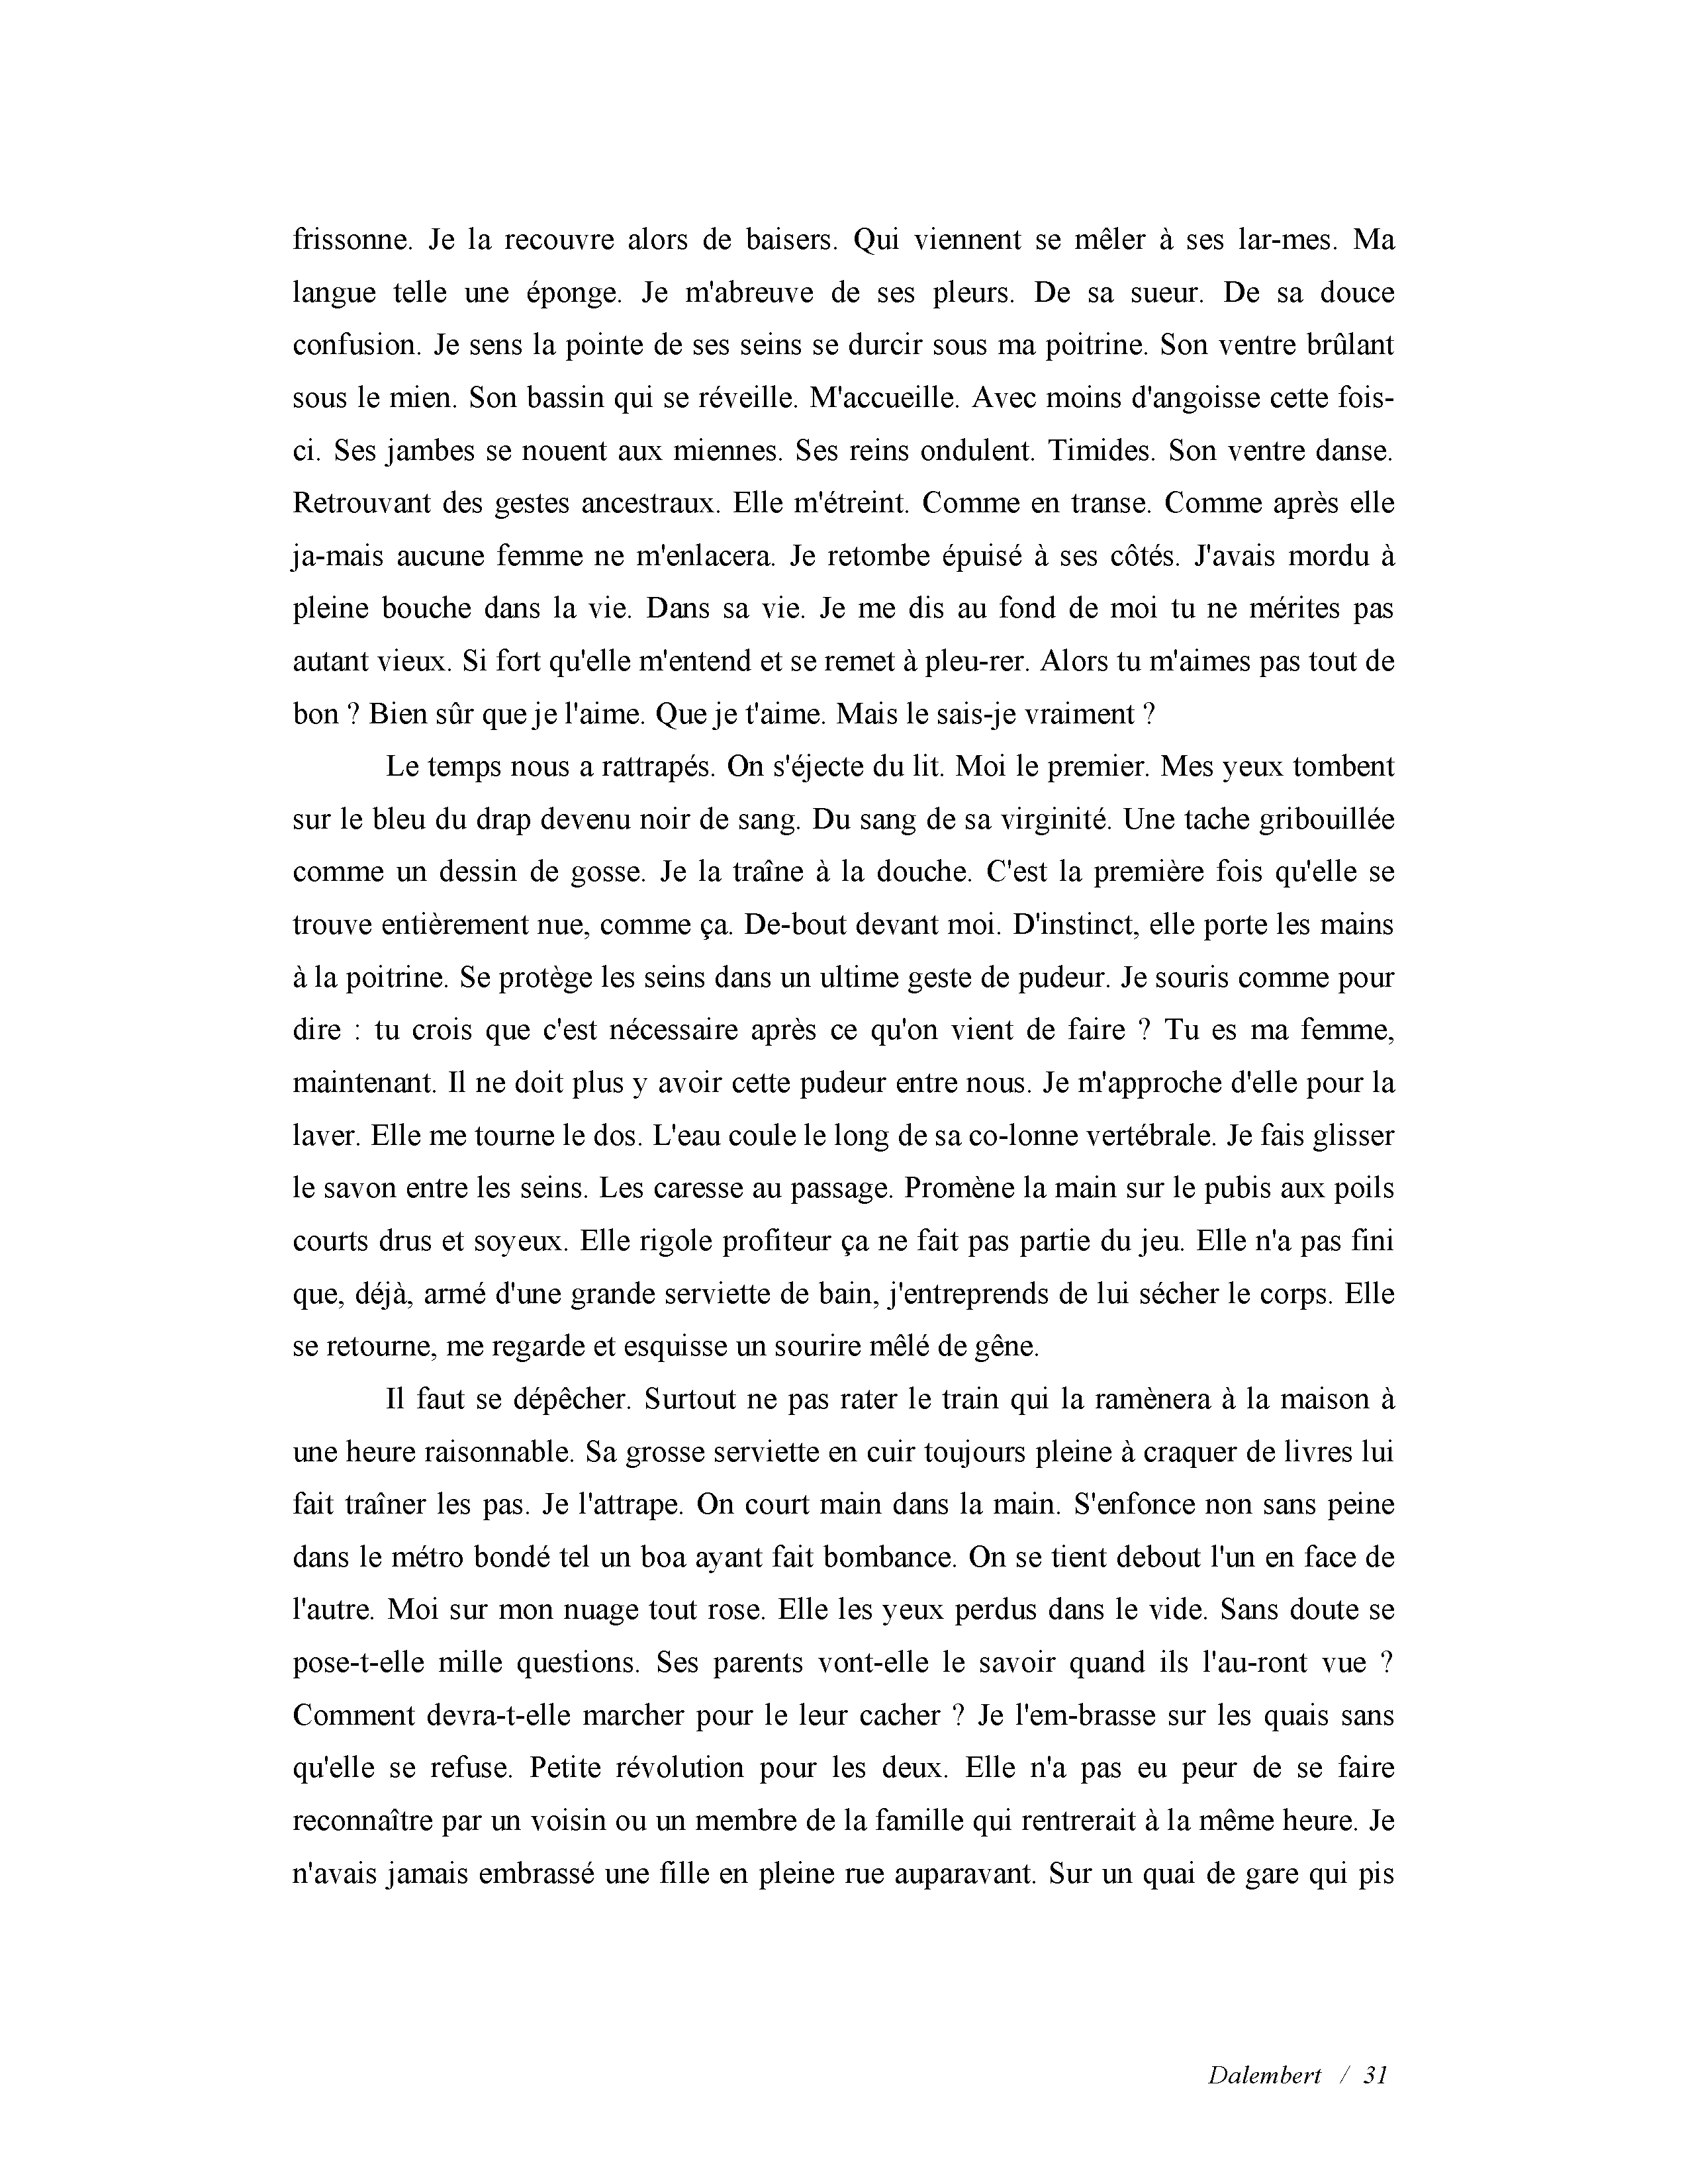 frissonne. Je la recouvre alors de baisers. Qui viennent se mêler à ses lar-mes. Ma
langue telle une éponge. Je m'abreuve de ses pleurs. De sa sueur. De sa douce
confusion. Je sens la pointe de ses seins se durcir sous ma poitrine. Son ventre brûlant
sous le mien. Son bassin qui se réveille. M'accueille. Avec moins d'angoisse cette fois-
ci. Ses jambes se nouent aux miennes. Ses reins ondulent. Timides. Son ventre danse.
Retrouvant des gestes ancestraux. Elle m'étreint. Comme en transe. Comme après elle
ja-mais aucune femme ne m'enlacera. Je retombe épuisé à ses côtés. J'avais mordu à
pleine bouche dans la vie. Dans sa vie. Je me dis au fond de moi tu ne mérites pas
autant vieux. Si fort qu'elle m'entend et se remet à pleu-rer. Alors tu m'aimes pas tout de
bon ? Bien sûr que je l'aime. Que je t'aime. Mais le sais-je vraiment ?
Le temps nous a rattrapés. On s'éjecte du lit. Moi le premier. Mes yeux tombent
sur le bleu du drap devenu noir de sang. Du sang de sa virginité. Une tache gribouillée
comme un dessin de gosse. Je la traîne à la douche. C'est la première fois qu'elle se
trouve entièrement nue, comme ça. De-bout devant moi. D'instinct, elle porte les mains
à la poitrine. Se protège les seins dans un ultime geste de pudeur. Je souris comme pour
dire : tu crois que c'est nécessaire après ce qu'on vient de faire ? Tu es ma femme,
maintenant. Il ne doit plus y avoir cette pudeur entre nous. Je m'approche d'elle pour la
laver. Elle me tourne le dos. L'eau coule le long de sa co-lonne vertébrale. Je fais glisser
le savon entre les seins. Les caresse au passage. Promène la main sur le pubis aux poils
courts drus et soyeux. Elle rigole profiteur ça ne fait pas partie du jeu. Elle n'a pas fini
que, déjà, armé d'une grande serviette de bain, j'entreprends de lui sécher le corps. Elle
se retourne, me regarde et esquisse un sourire mêlé de gêne.
Il faut se dépêcher. Surtout ne pas rater le train qui la ramènera à la maison à
une heure raisonnable. Sa grosse serviette en cuir toujours pleine à craquer de livres lui
fait traîner les pas. Je l'attrape. On court main dans la main. S'enfonce non sans peine
dans le métro bondé tel un boa ayant fait bombance. On se tient debout l'un en face de
l'autre. Moi sur mon nuage tout rose. Elle les yeux perdus dans le vide. Sans doute se
pose-t-elle mille questions. Ses parents vont-elle le savoir quand ils l'au-ront vue ?
Comment devra-t-elle marcher pour le leur cacher ? Je l'em-brasse sur les quais sans
qu'elle se refuse. Petite révolution pour les deux. Elle n'a pas eu peur de se faire
reconnaître par un voisin ou un membre de la famille qui rentrerait à la même heure. Je
n'avais jamais embrassé une fille en pleine rue auparavant. Sur un quai de gare qui pis
Dalembert / 31